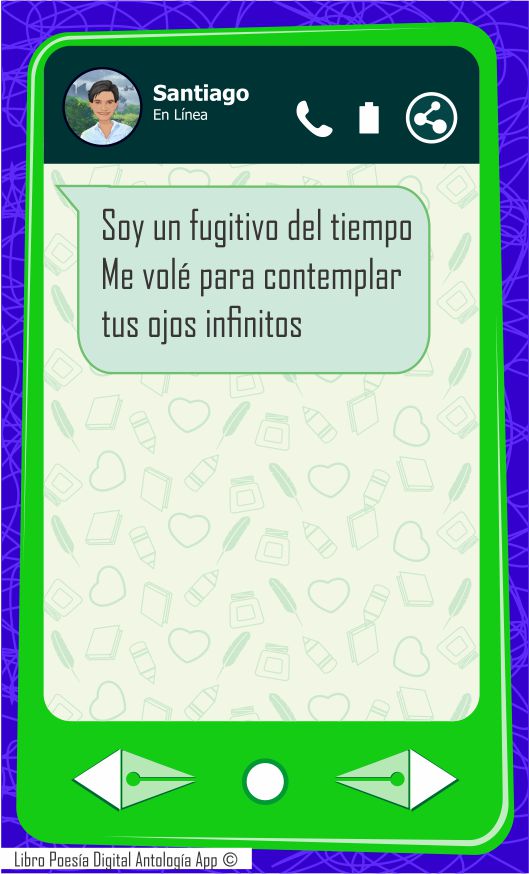 Santiago
En Línea
Soy un fugitivo del tiempo
Me volé para contemplar
tus ojos infinitos
Libro Poesía Digital Antología App ©